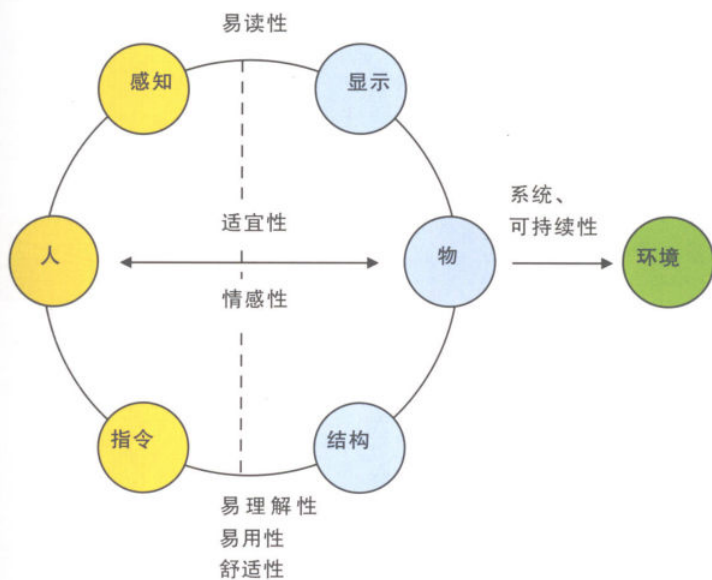 易读性
感知
显示
系统、
可持续性
适宜性
人
物
环境
情感性
指令
结构
易理解性
易用性
舒适性